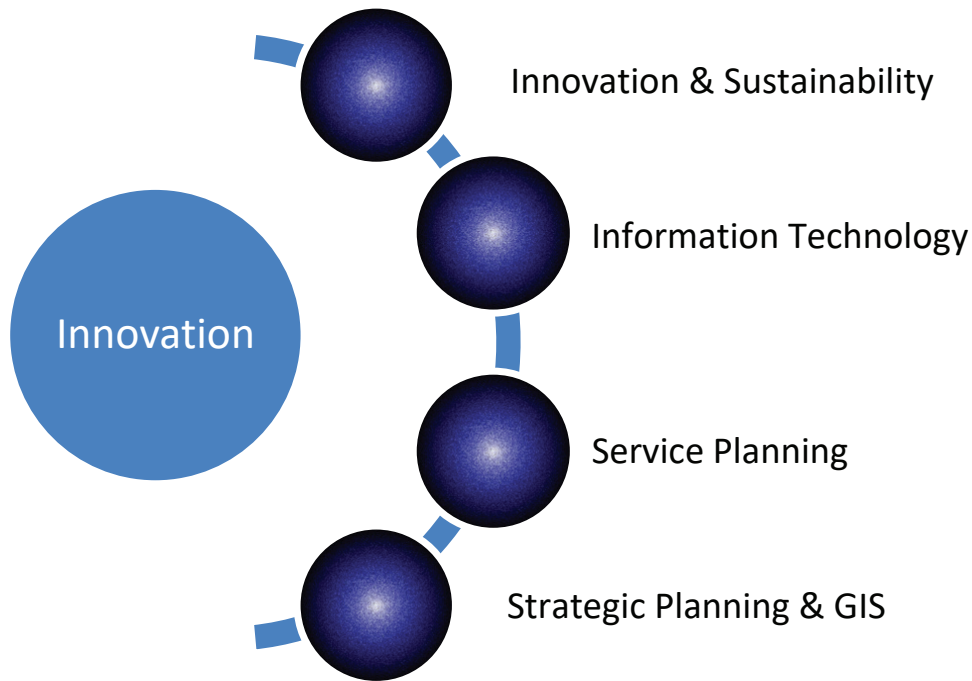 Innovation & Sustainability
Information Technology
Innovation
Service Planning
Strategic Planning & GIS